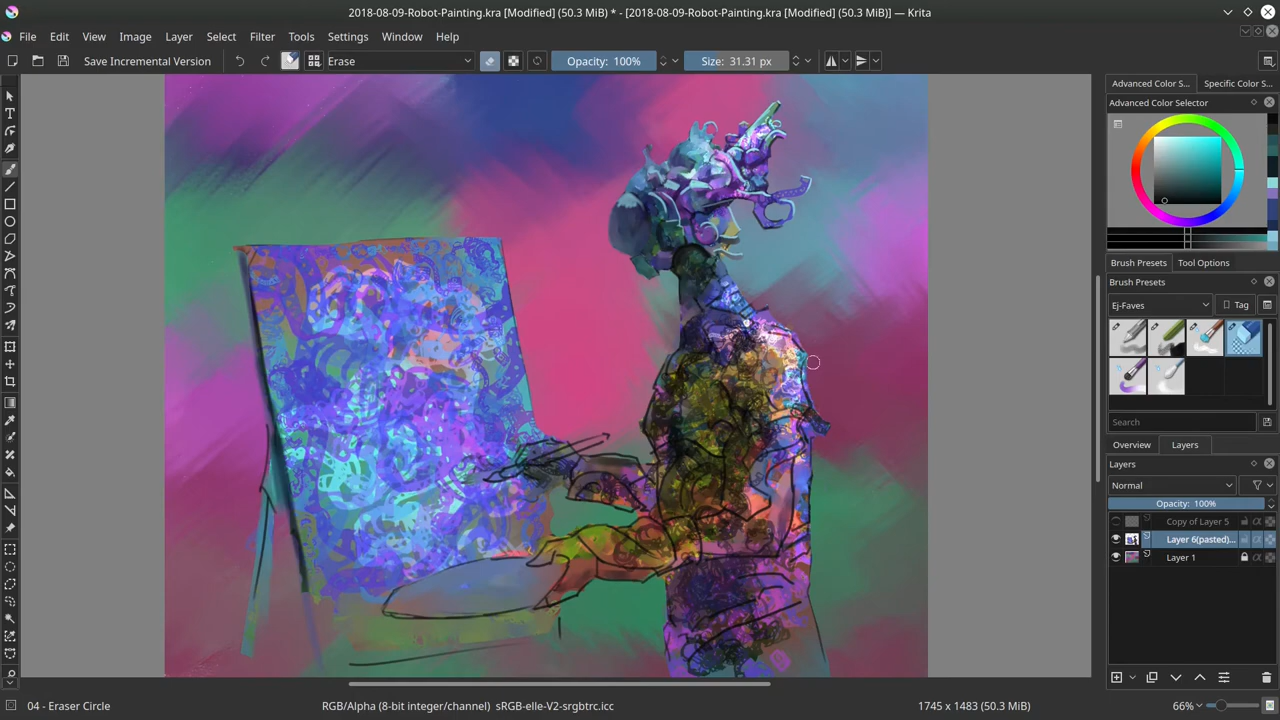 2018-08-09-Robot-Painting.kra [Modified] (50.3 MiB) * - [2018-08-09-Robot-Painting.kra [Modified] (50.3 MiB)] — Krita
File Edit View Image Layer Select Filter Tools Settings Window Help
Save Incremental Version Erase Opacity: 100% Size: 31.31 px
Advanced Color S... Specific Color S...
Advanced Color Selector
Brush Presets Tool Options
Brush Presets
Ej-Faves Tag
Search
Overview Layers
Layers
Normal
Opacity: 100%
Copy of Layer 5
Layer 6(pasted)...
Layer 1
04 - Eraser Circle RGB/Alpha (8-bit integer/channel) sRGB-elle-V2-srgbtrc.icc 1745 x 1483 (50.3 MiB) 66%